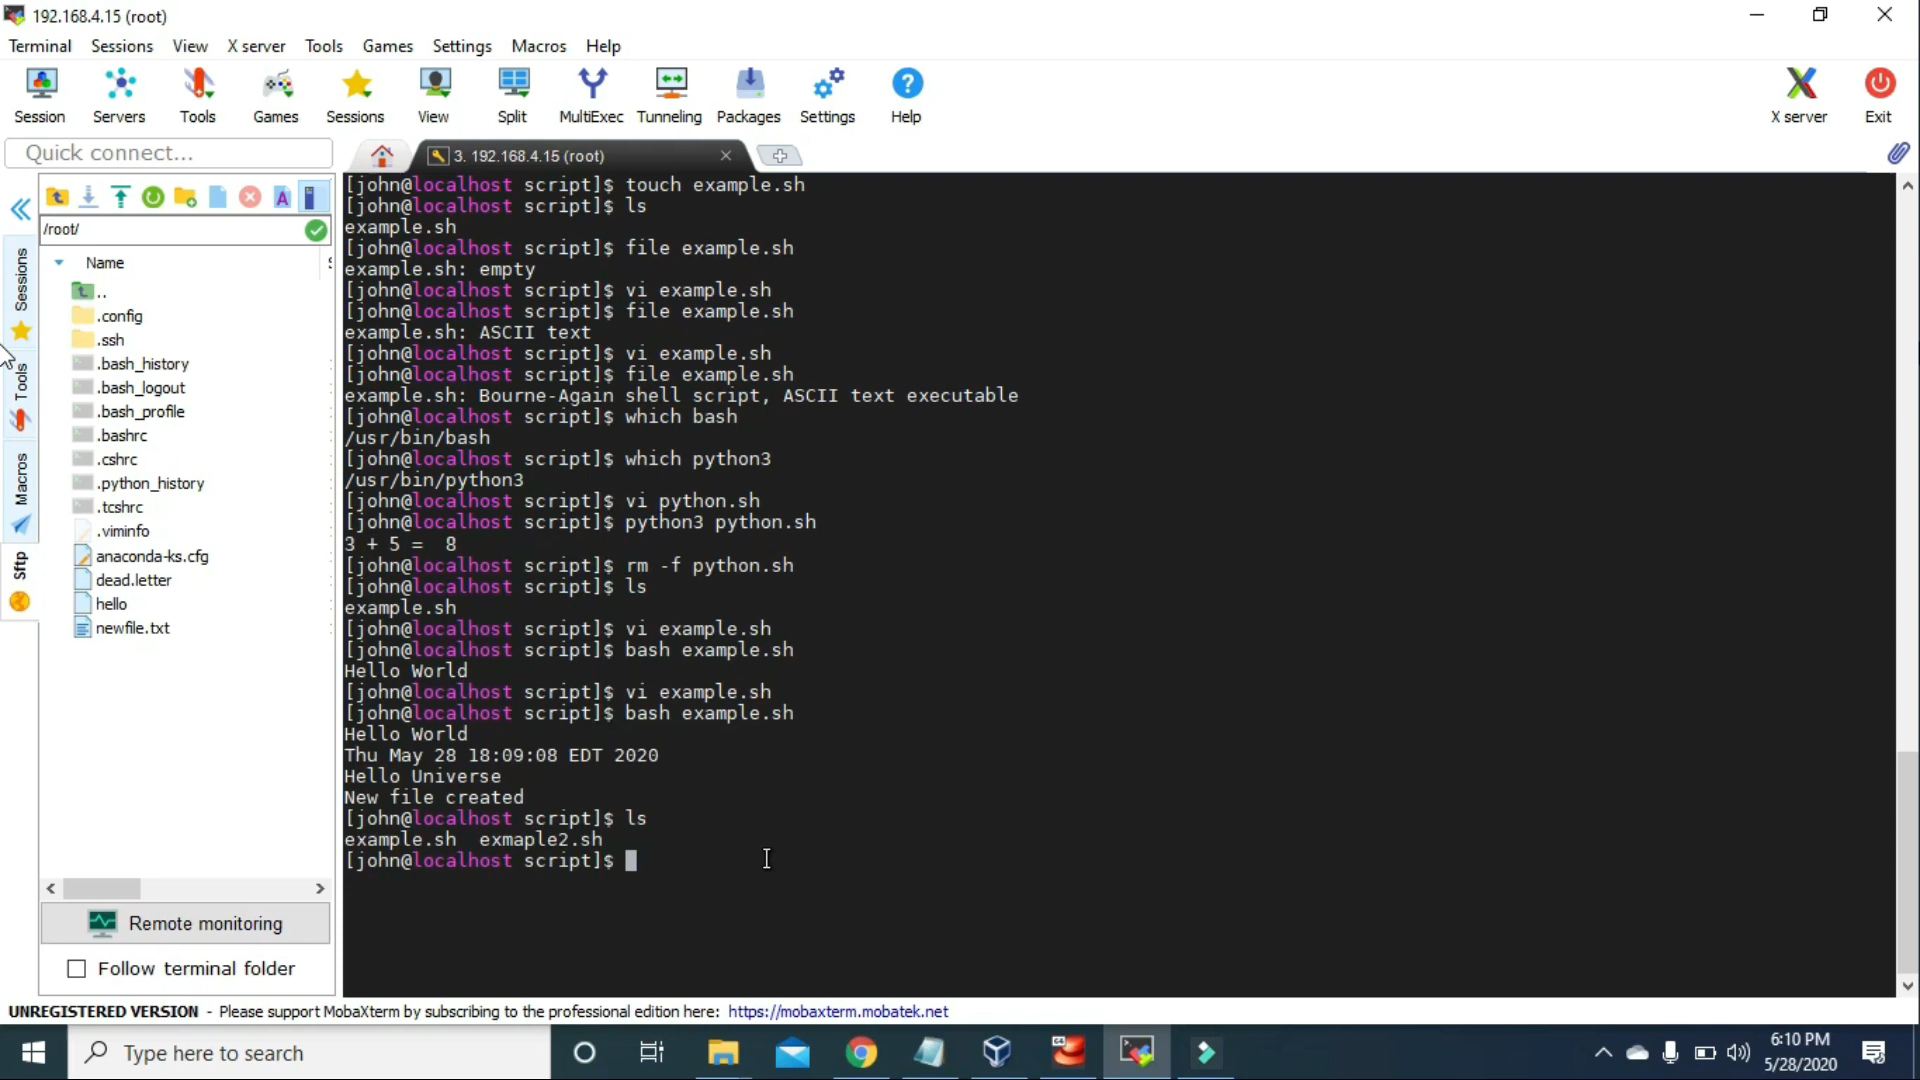 192.168.4.15 (root)
Terminal Sessions View X server Tools Games Settings Macros Help
Session Servers Tools Games Sessions View Split MultiExec Tunneling Packages Settings Help X server Exit
Quick connect...
3. 192.168.4.15 (root)
/root/
Name
..
.config
.ssh
.bash_history
.bash_logout
.bash_profile
.bashrc
.cshrc
.python_history
.tcshrc
.viminfo
anaconda-ks.cfg
dead.letter
hello
newfile.txt
Sessions
Tools
Macros
Sftp
Remote monitoring
Follow terminal folder
[john@localhost script]$ touch example.sh
[john@localhost script]$ ls
example.sh
[john@localhost script]$ file example.sh
example.sh: empty
[john@localhost script]$ vi example.sh
[john@localhost script]$ file example.sh
example.sh: ASCII text
[john@localhost script]$ vi example.sh
[john@localhost script]$ file example.sh
example.sh: Bourne-Again shell script, ASCII text executable
[john@localhost script]$ which bash
/usr/bin/bash
[john@localhost script]$ which python3
/usr/bin/python3
[john@localhost script]$ vi python.sh
[john@localhost script]$ python3 python.sh
3 + 5 =  8
[john@localhost script]$ rm -f python.sh
[john@localhost script]$ ls
example.sh
[john@localhost script]$ vi example.sh
[john@localhost script]$ bash example.sh
Hello World
[john@localhost script]$ vi example.sh
[john@localhost script]$ bash example.sh
Hello World
Thu May 28 18:09:08 EDT 2020
Hello Universe
New file created
[john@localhost script]$ ls
example.sh  exmaple2.sh
[john@localhost script]$
UNREGISTERED VERSION - Please support MobaXterm by subscribing to the professional edition here: https://mobaxterm.mobatek.net
Type here to search
6:10 PM
5/28/2020